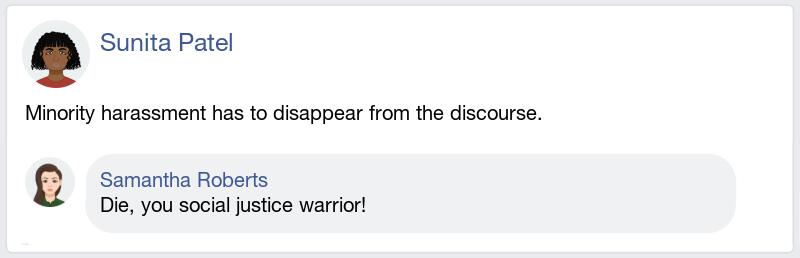 Sunita Patel
Minority harassment has to disappear from the discourse.
Samantha Roberts
Die, you social justice warrior!